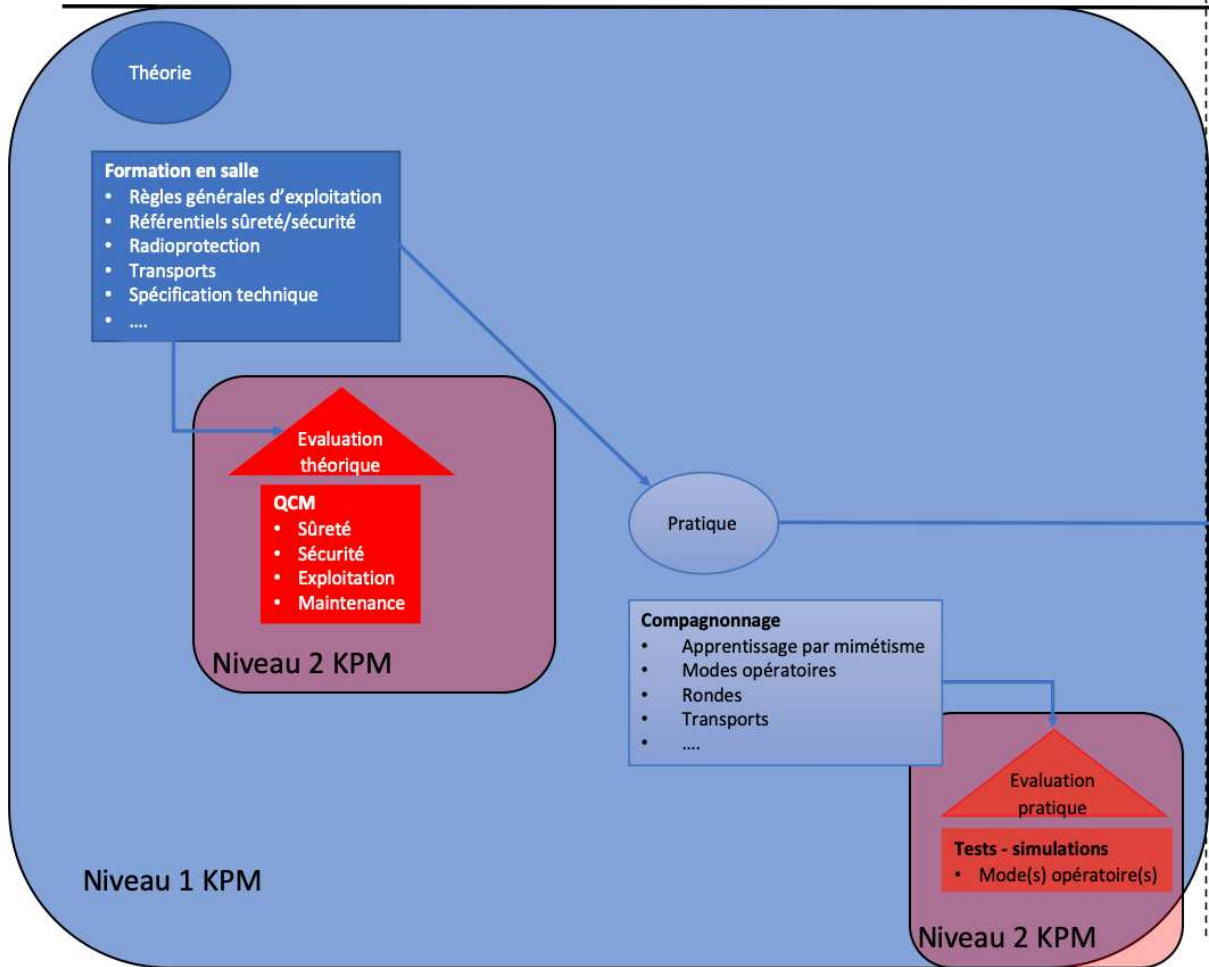 Théorie
Formation en salle
• Règles générales d'exploitation
• Référentiels sûreté/sécurité
• Radioprotection
• Transports
• Spécification technique
• ....
Evaluation
théorique
QCM
• Sûreté
• Sécurité
• Exploitation
• Maintenance
Niveau 2 KPM
Pratique
Compagnonnage
• Apprentissage par mimétisme
• Modes opératoires
• Rondes
• Transports
• ....
Evaluation
pratique
Tests - simulations
• Mode(s) opératoire(s)
Niveau 2 KPM
Niveau 1 KPM